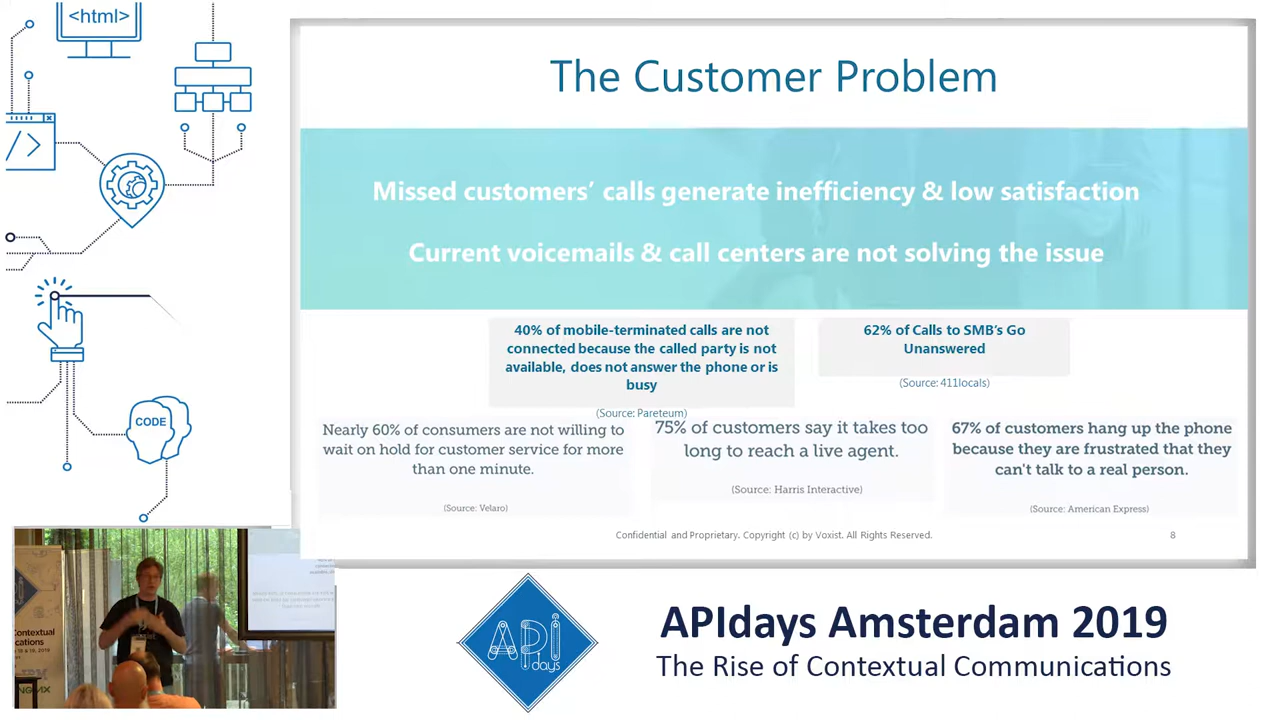 <html>
The Customer Problem
Missed customers’ calls generate inefficiency & low satisfaction
Current voicemails & call centers are not solving the issue
40% of mobile-terminated calls are not
connected because the called party is not
available, does not answer the phone or is
busy
(Source: Pareteum)
62% of Calls to SMB’s Go
Unanswered
(Source: 411locals)
Nearly 60% of consumers are not willing to
wait on hold for customer service for more
than one minute.
(Source: Velaro)
75% of customers say it takes too
long to reach a live agent.
(Source: Harris Interactive)
67% of customers hang up the phone
because they are frustrated that they
can't talk to a real person.
(Source: American Express)
Confidential and Proprietary. Copyright (c) by Voxist. All Rights Reserved.
8
/>
CODE
API
days
APIdays Amsterdam 2019
The Rise of Contextual Communications